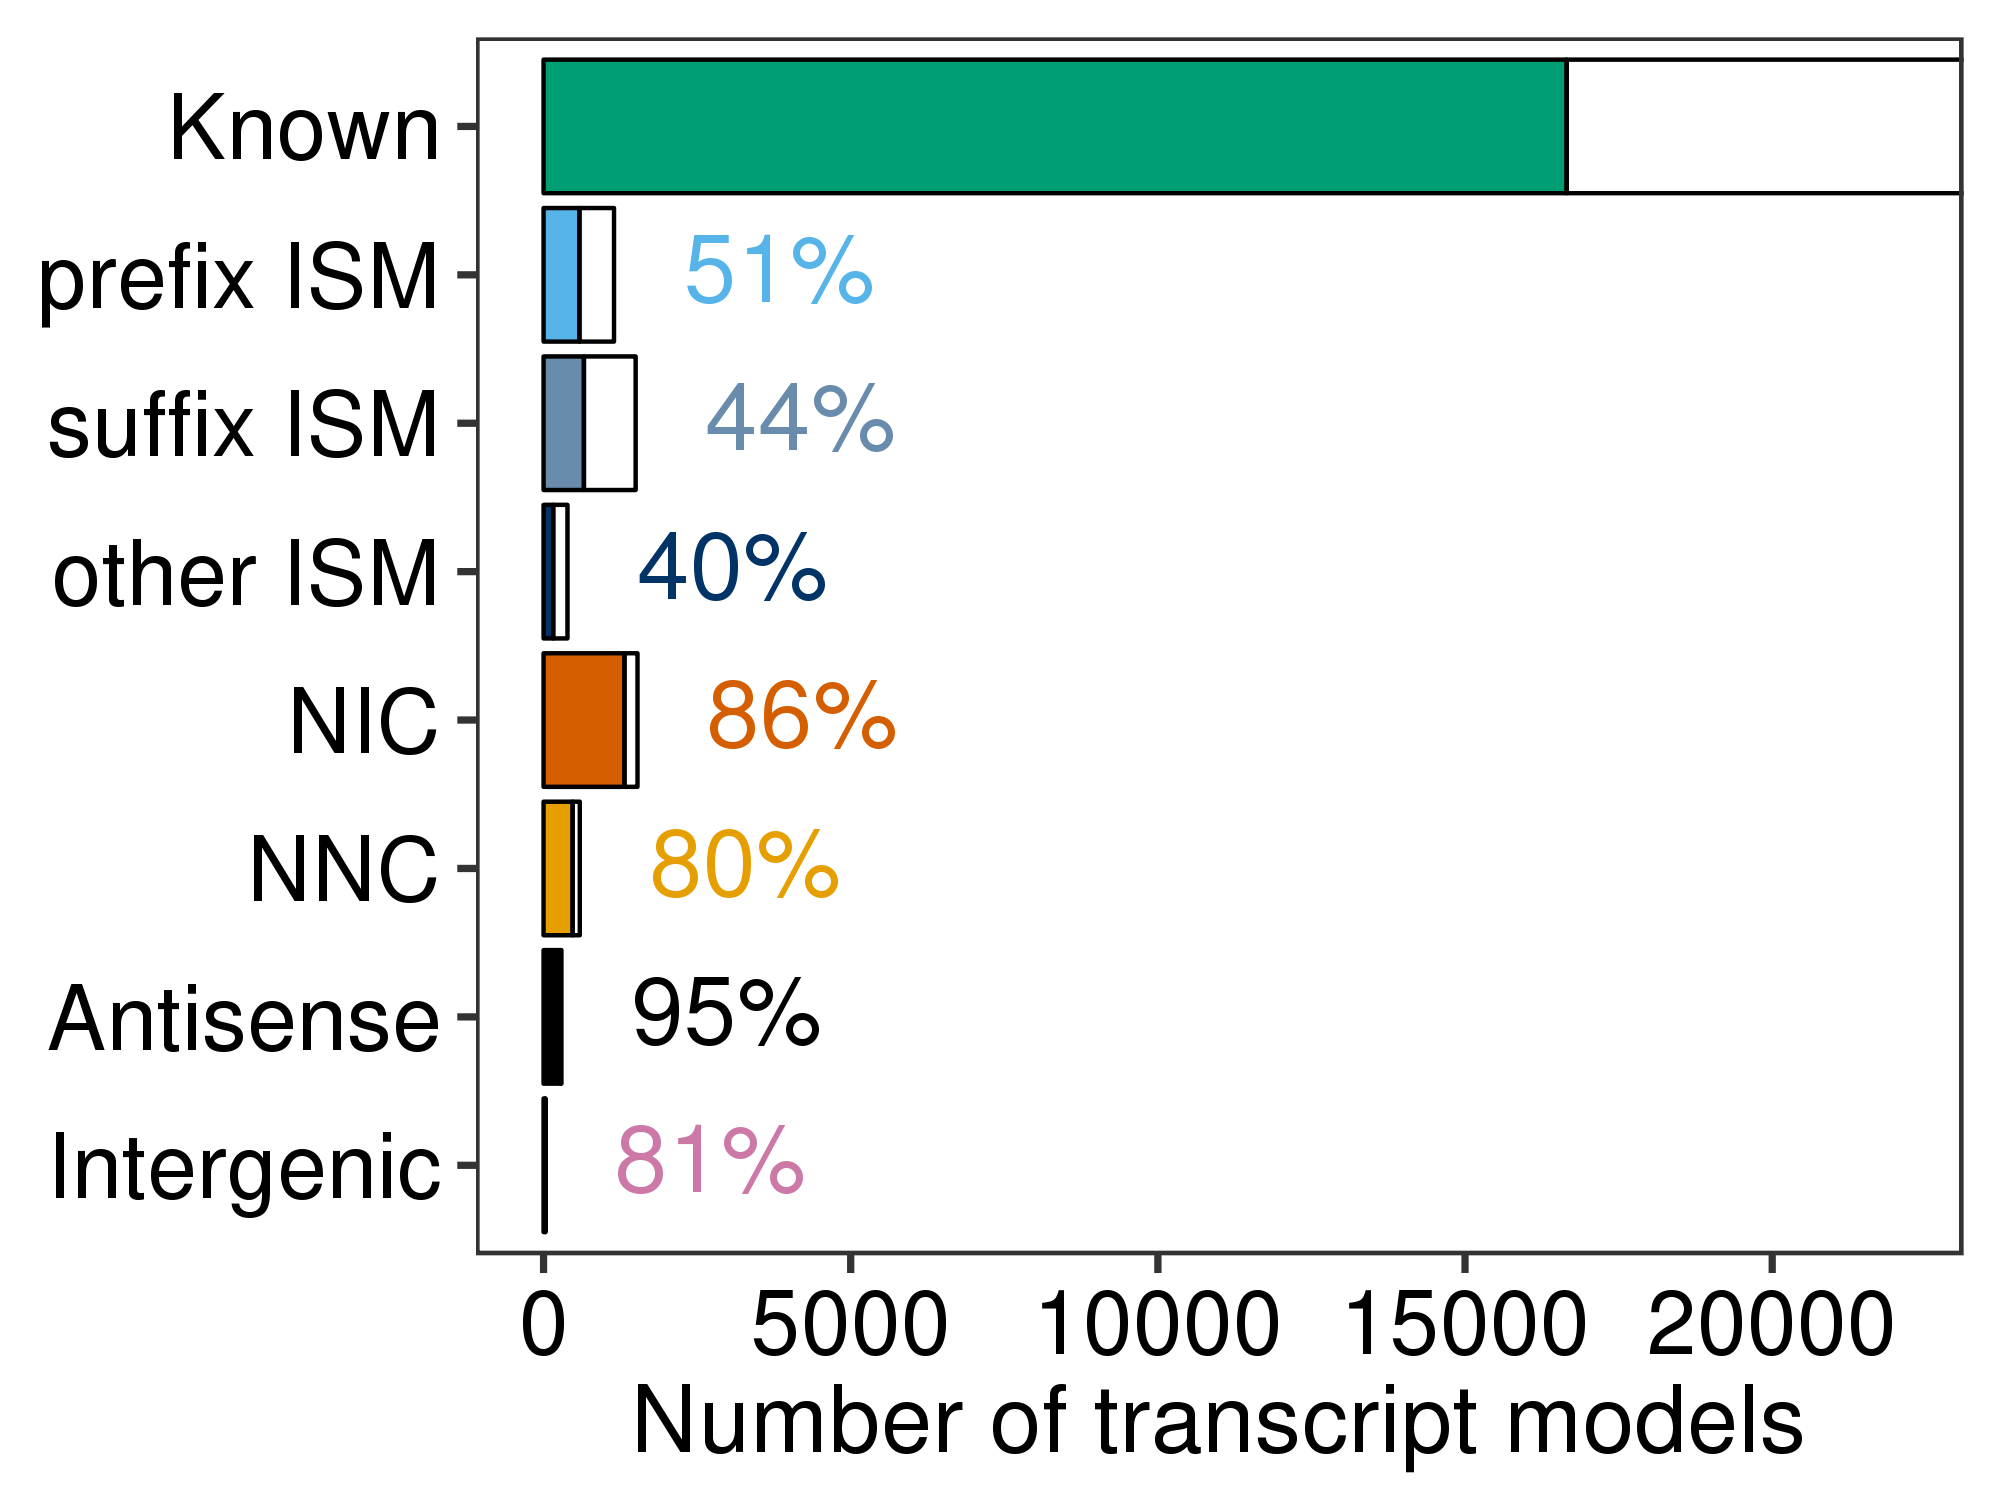 Known
prefix ISM 51%
suffix ISM 44%
other ISM 40%
NIC 86%
NNC 80%
Antisense 95%
Intergenic 81%
0 5000 10000 15000 20000
Number of transcript models